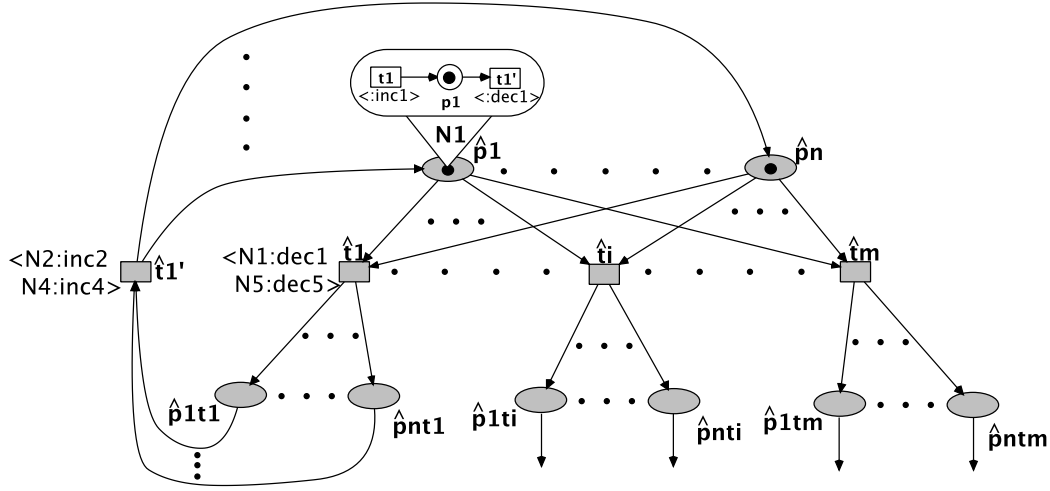 t1 p1 t1'
<:inc1> <:dec1>
N1
p̂1
p̂n
<N2:inc2
N4:inc4>
t̂1'
<N1:dec1
N5:dec5>
t̂1
t̂i
t̂m
p̂1t1
p̂nt1
p̂1ti
p̂nti
p̂1tm
p̂ntm